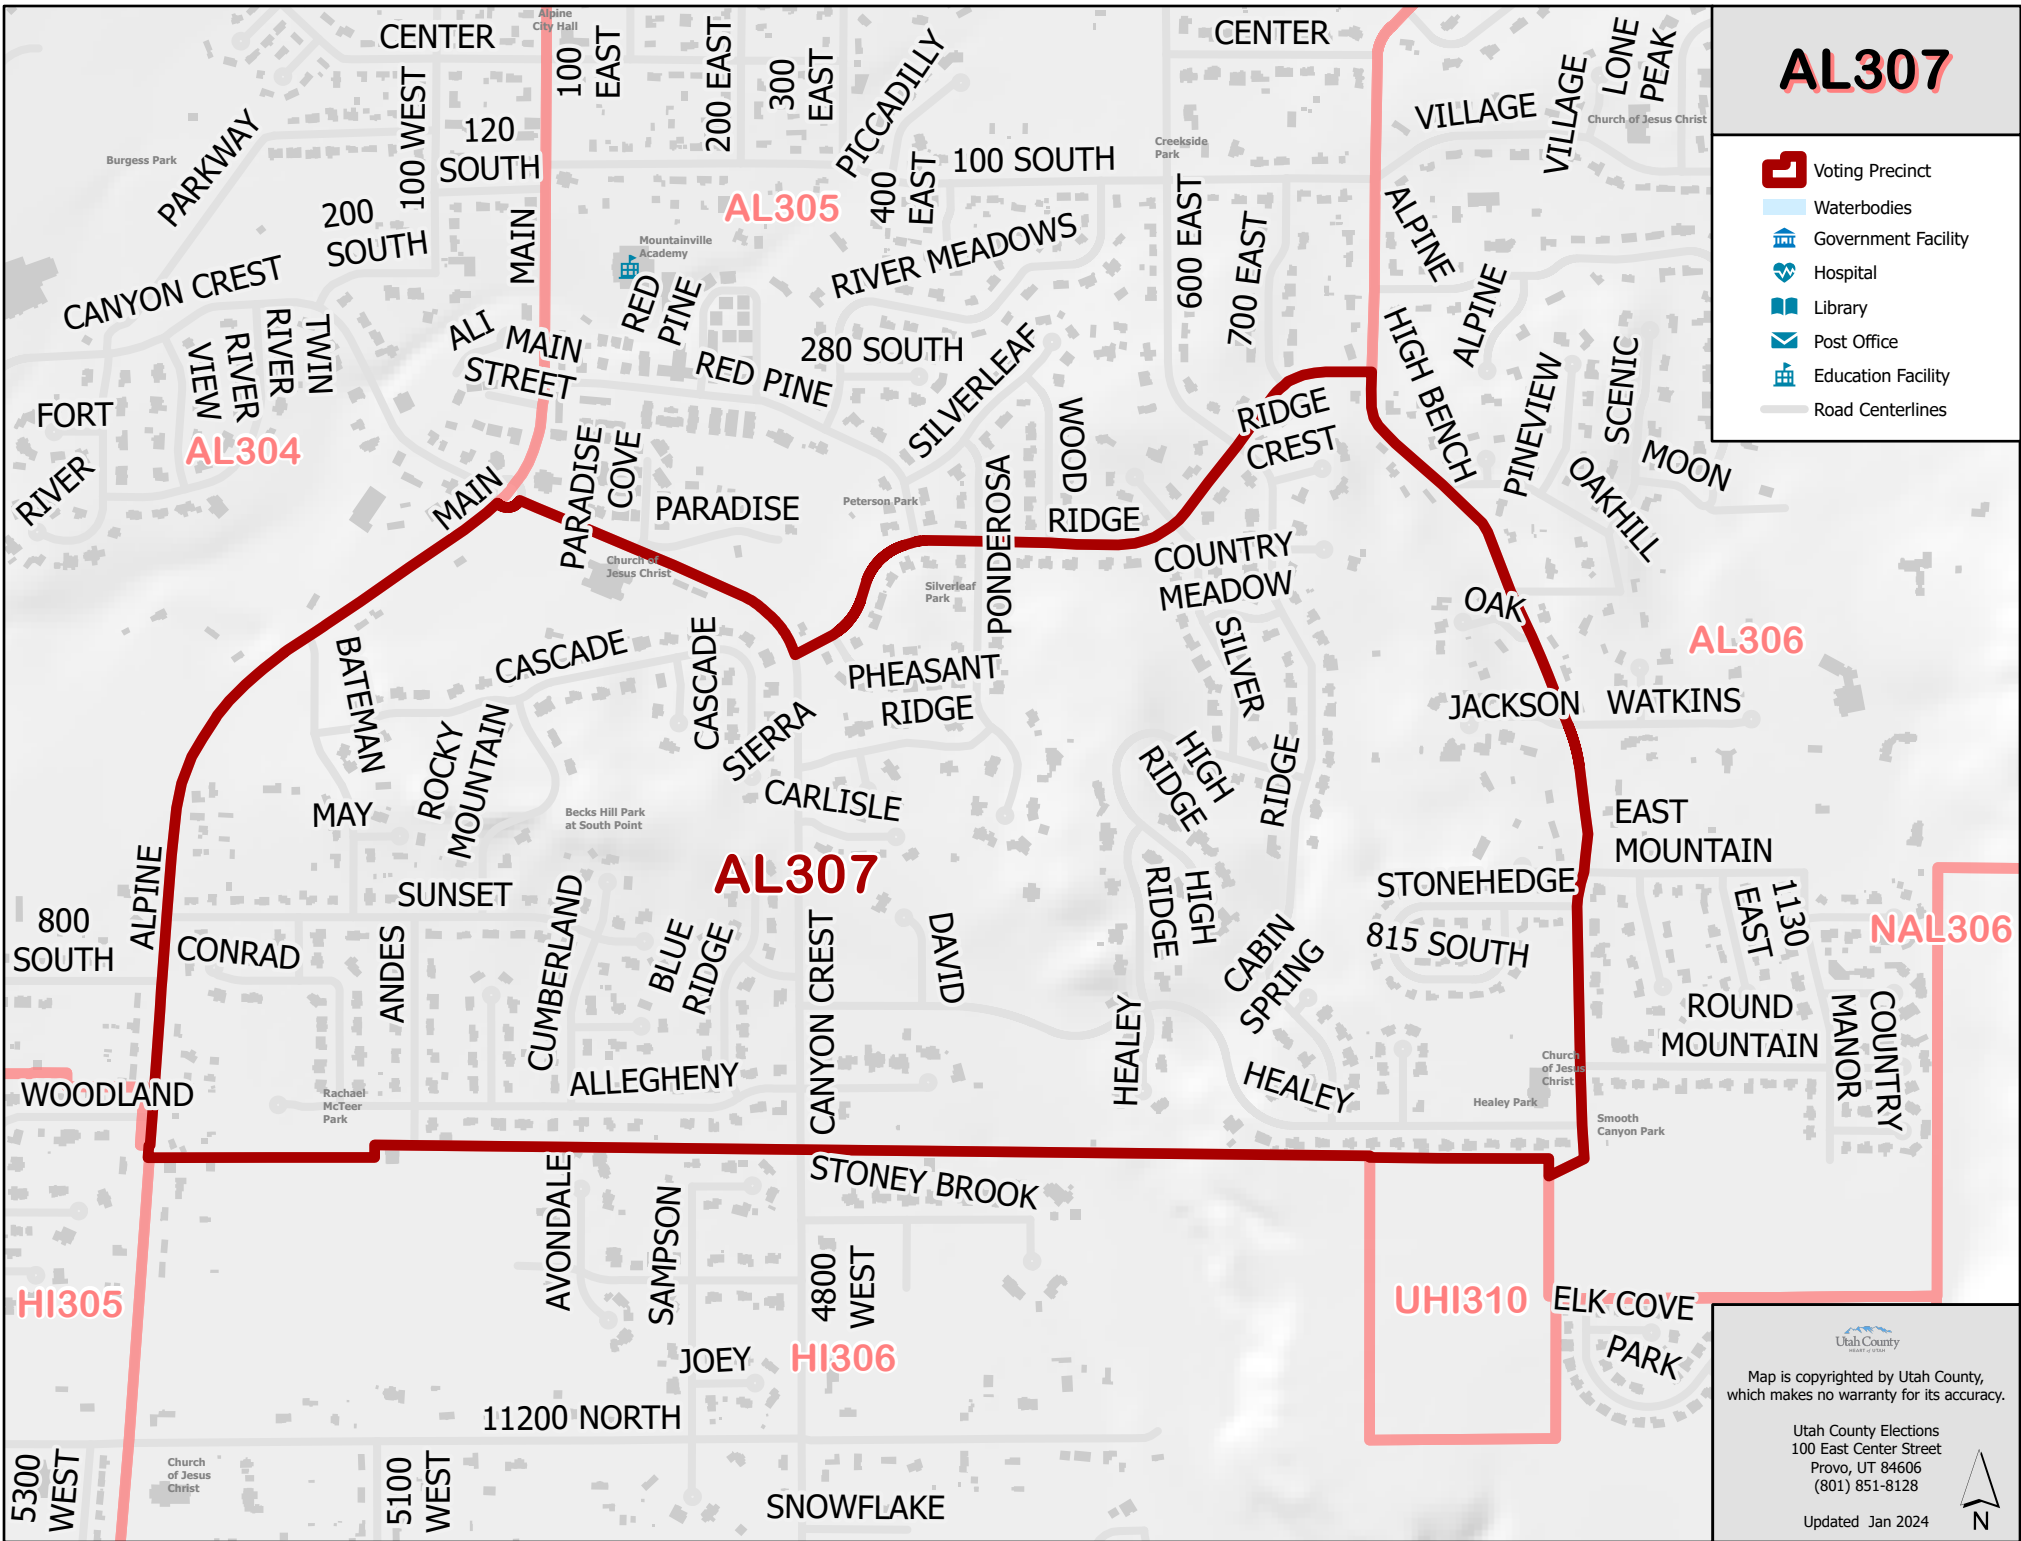 AL307
Voting Precinct
Waterbodies
Government Facility
Hospital
Library
Post Office
Education Facility
Road Centerlines
Alpine
City Hall
CENTER
100
EAST
200 EAST
300
EAST
PICCADILLY
CENTER
VILLAGE
VILLAGE
LONE
PEAK
Church of Jesus Christ
PARKWAY
Burgess Park
100 WEST
120
SOUTH
200
SOUTH
MAIN
AL305
400
EAST
100 SOUTH
Creekside
Park
600 EAST
700 EAST
ALPINE
ALPINE
Mountainville
Academy
RED
PINE
RIVER MEADOWS
CANYON CREST
VIEW
RIVER
RIVER
TWIN
ALI
MAIN
STREET
RED PINE
280 SOUTH
SILVERLEAF
WOOD
RIDGE
RIDGE
CREST
HIGH BENCH
PINEVIEW
SCENIC
MOON
OAKHILL
FORT
AL304
RIVER
MAIN
PARADISE
COVE
PARADISE
Peterson Park
PONDEROSA
Church of
Jesus Christ
Silverleaf
Park
COUNTRY
MEADOW
OAK
AL306
BATEMAN
CASCADE
CASCADE
SIERRA
PHEASANT
RIDGE
SILVER
RIDGE
JACKSON
WATKINS
ROCKY
MOUNTAIN
MAY
Becks Hill Park
at South Point
CARLISLE
HIGH
RIDGE
EAST
MOUNTAIN
ALPINE
AL307
SUNSET
STONEHEDGE
800
SOUTH
CONRAD
ANDES
CUMBERLAND
BLUE
RIDGE
CANYON CREST
DAVID
HIGH
RIDGE
CABIN
SPRING
815 SOUTH
1130
EAST
NAL306
ROUND
MOUNTAIN
COUNTRY
MANOR
WOODLAND
Rachael
McTeer
Park
ALLEGHENY
HEALEY
HEALEY
Church
of Jesus
Christ
Healey Park
Smooth
Canyon Park
AVONDALE
SAMPSON
STONEY BROOK
4800
WEST
HI305
HI306
UHI310
ELK COVE
PARK
JOEY
11200 NORTH
5300
WEST
Church
of Jesus
Christ
5100
WEST
SNOWFLAKE
Utah County
HEART of UTAH
Map is copyrighted by Utah County,
which makes no warranty for its accuracy.
Utah County Elections
100 East Center Street
Provo, UT 84606
(801) 851-8128
Updated Jan 2024
N